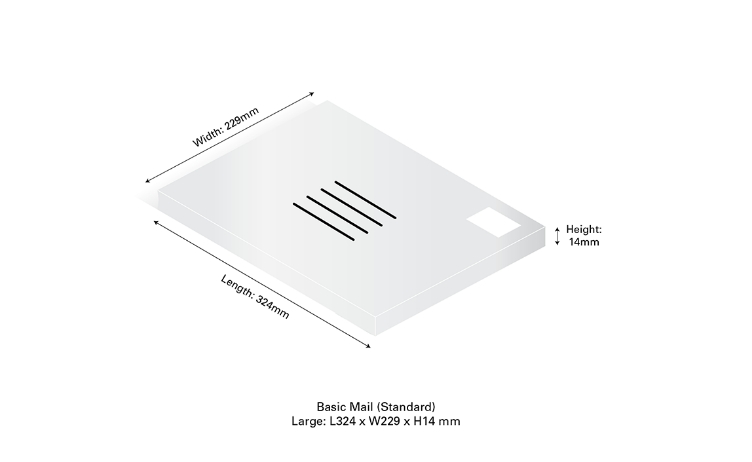 Width: 229mm
Height:
14mm
Length: 324mm
Basic Mail (Standard)
Large: L324 x W229 x H14 mm